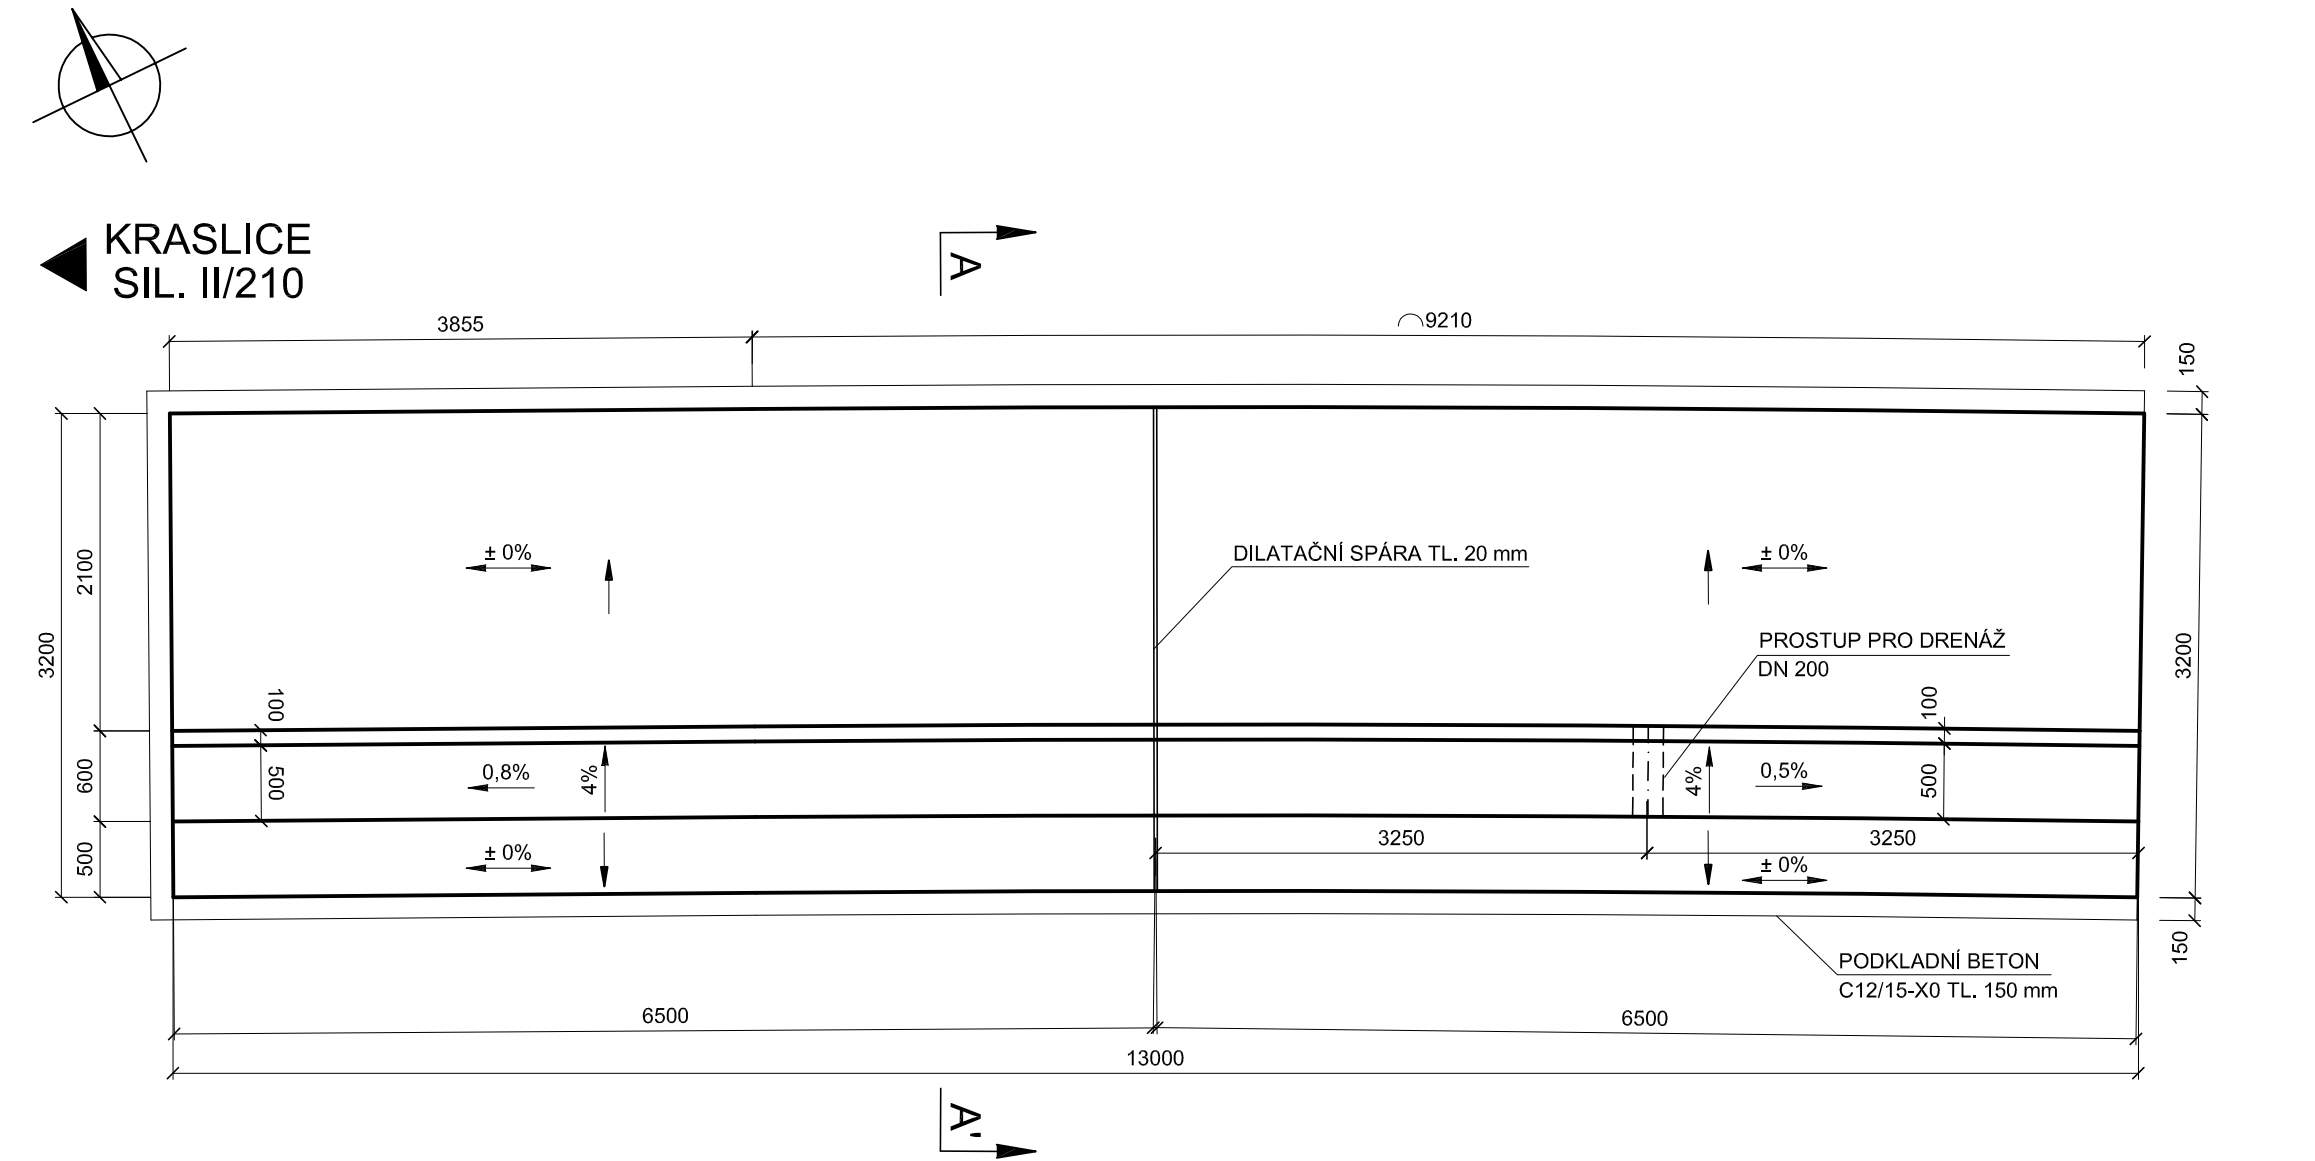 KRASLICE
SIL. II/210
A
3855
9210
150
± 0%
± 0%
DILATAČNÍ SPÁRA TL. 20 mm
2100
3200
PROSTUP PRO DRENÁŽ
DN 200
3200
100
100
600
500
0,8%
4%
4%
0,5%
500
500
± 0%
3250
3250
± 0%
150
PODKLADNÍ BETON
C12/15-X0 TL. 150 mm
6500
6500
13000
A'